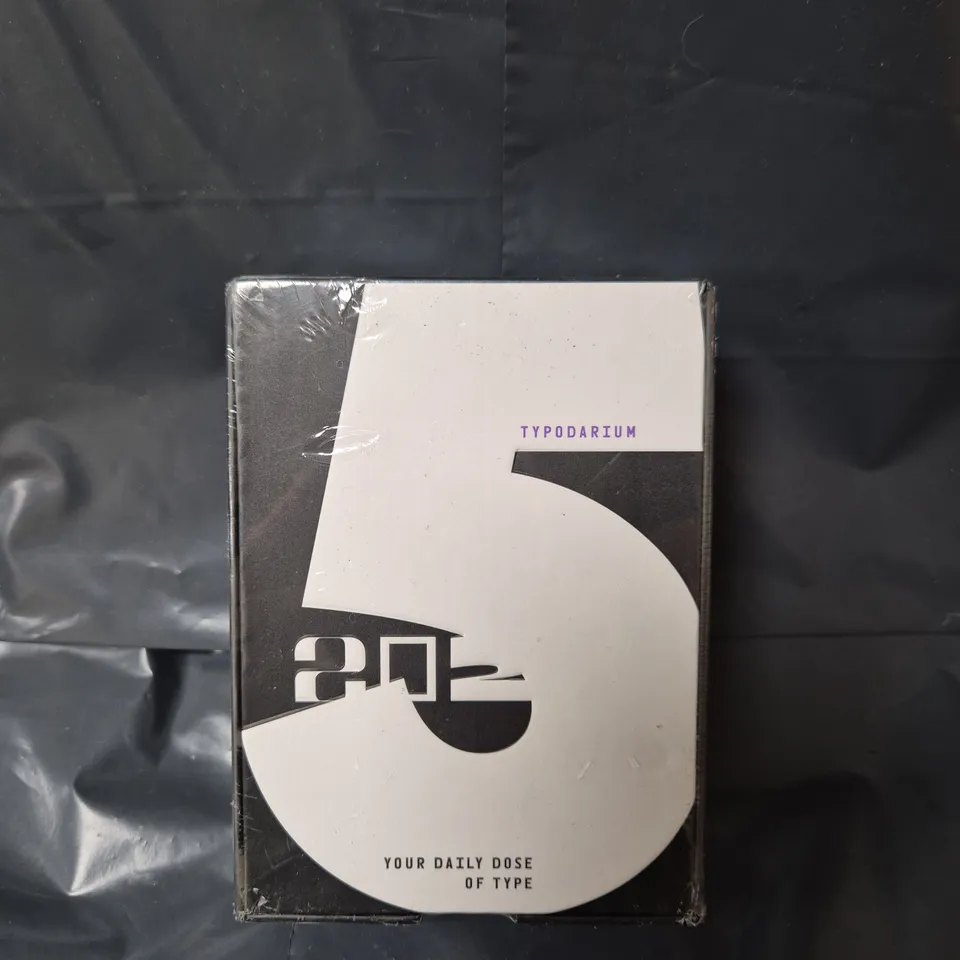 TYPODARIUM
202
5
YOUR DAILY DOSE
OF TYPE